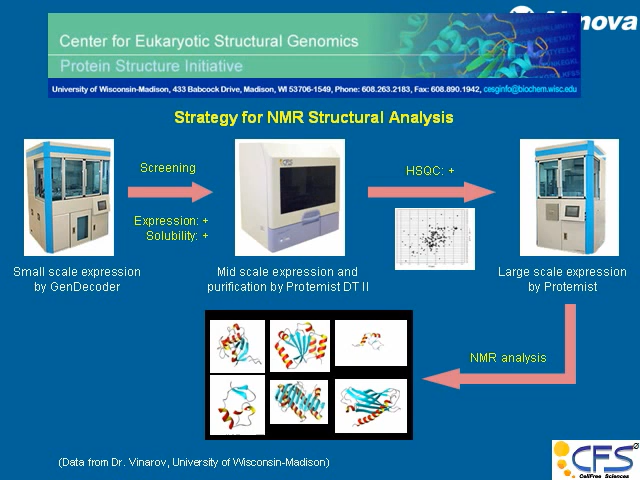 Center for Eukaryotic Structural Genomics
Protein Structure Initiative
University of Wisconsin-Madison, 433 Babcock Drive, Madison, WI 53706-1549, Phone: 608.263.2183, Fax: 608.890.1942, cesginfo@biochem.wisc.edu
Strategy for NMR Structural Analysis
Screening
Expression: +
Solubility: +
CFS
HSQC: +
Small scale expression
by GenDecoder
Mid scale expression and
purification by Protemist DT II
Large scale expression
by Protemist
NMR analysis
(Data from Dr. Vinarov, University of Wisconsin-Madison)
CFS
CellFree Sciences